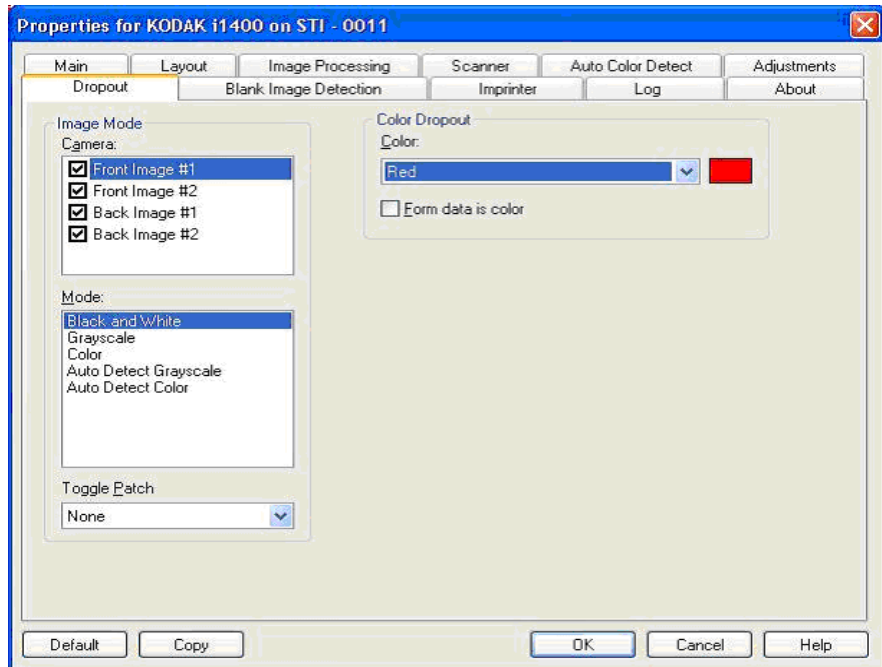 Properties for KODAK i1400 on STI - 0011
Main Layout Image Processing Scanner Auto Color Detect Adjustments
Dropout Blank Image Detection Imprinter Log About
Image Mode
Camera:
Front Image #1
Front Image #2
Back Image #1
Back Image #2
Mode:
Black and White
Grayscale
Color
Auto Detect Grayscale
Auto Detect Color
Toggle Patch
None
Color Dropout
Color:
Red
Form data is color
Default Copy OK Cancel Help